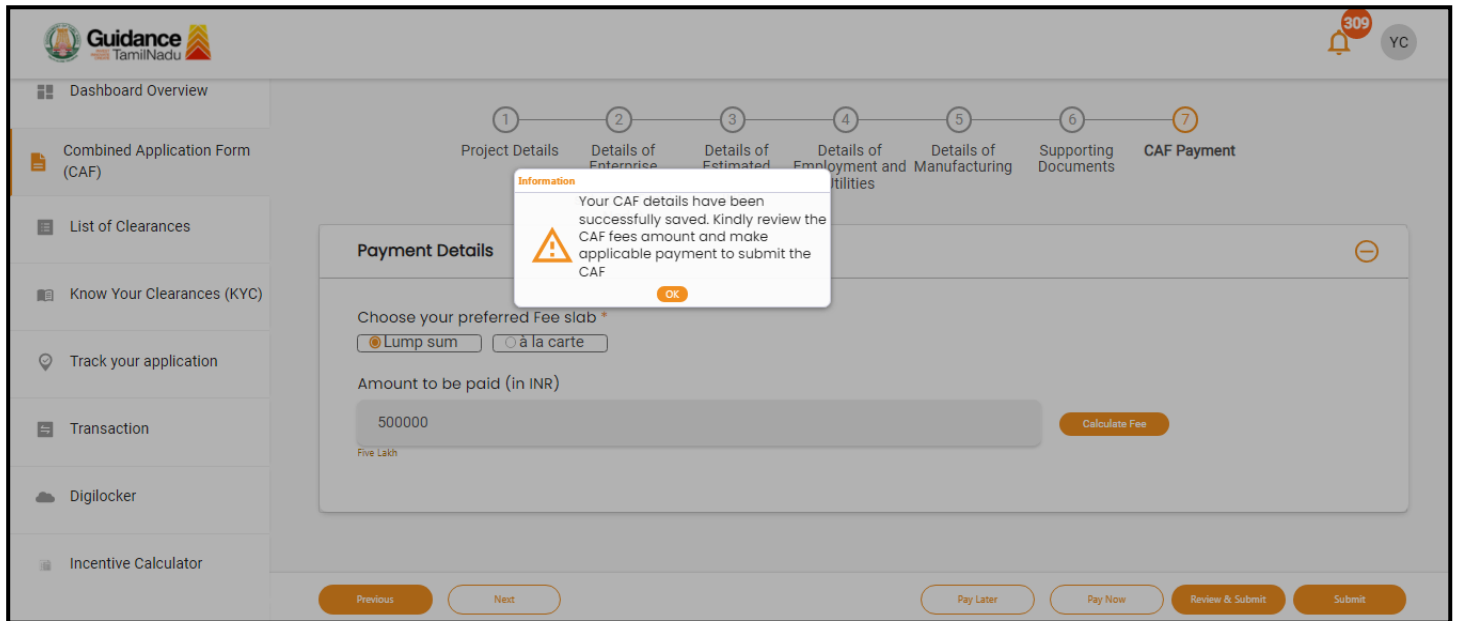 Guidance
TamilNadu
309
YC
Dashboard Overview
Combined Application Form
(CAF)
List of Clearances
Know Your Clearances (KYC)
Track your application
Transaction
Digilocker
Incentive Calculator
1
2
3
4
5
6
7
Project Details
Details of
Enterprise
Details of
Estimated
Details of
Employment and
Utilities
Details of
Manufacturing
Supporting
Documents
CAF Payment
Information
Your CAF details have been
successfully saved. Kindly review the
CAF fees amount and make
applicable payment to submit the
CAF
OK
Payment Details
Choose your preferred Fee slab *
Lump sum
à la carte
Amount to be paid (in INR)
500000
Calculate Fee
Five Lakh
Previous
Next
Pay Later
Pay Now
Review & Submit
Submit